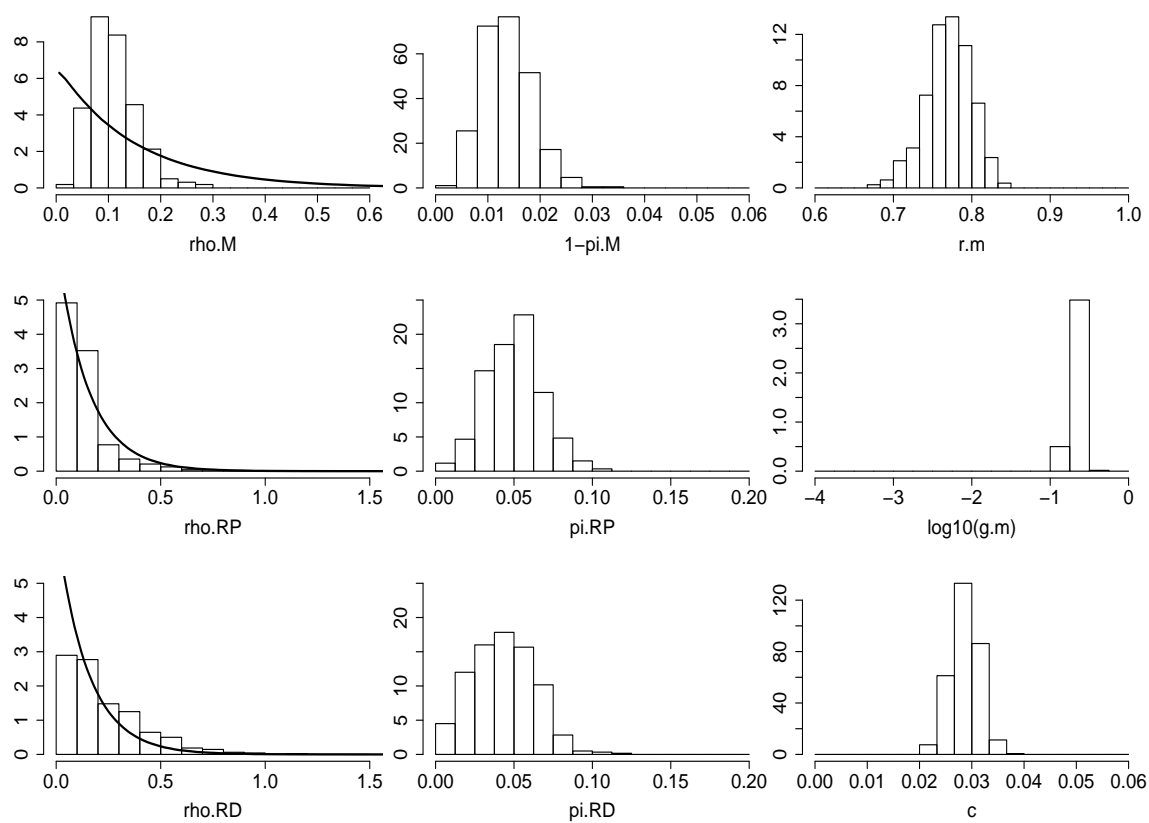 0 2 4 6 8
0.0 0.1 0.2 0.3 0.4 0.5 0.6
rho.M
0 20 40 60
0.00 0.01 0.02 0.03 0.04 0.05 0.06
1−pi.M
0 4 8 12
0.6 0.7 0.8 0.9 1.0
r.m
0 1 2 3 4 5
0.0 0.5 1.0 1.5
rho.RP
0 5 10 20
0.00 0.05 0.10 0.15 0.20
pi.RP
0.0 1.0 2.0 3.0
−4 −3 −2 −1 0
log10(g.m)
0 1 2 3 4 5
0.0 0.5 1.0 1.5
rho.RD
0 5 10 20
0.00 0.05 0.10 0.15 0.20
pi.RD
0 40 80 120
0.00 0.01 0.02 0.03 0.04 0.05 0.06
c